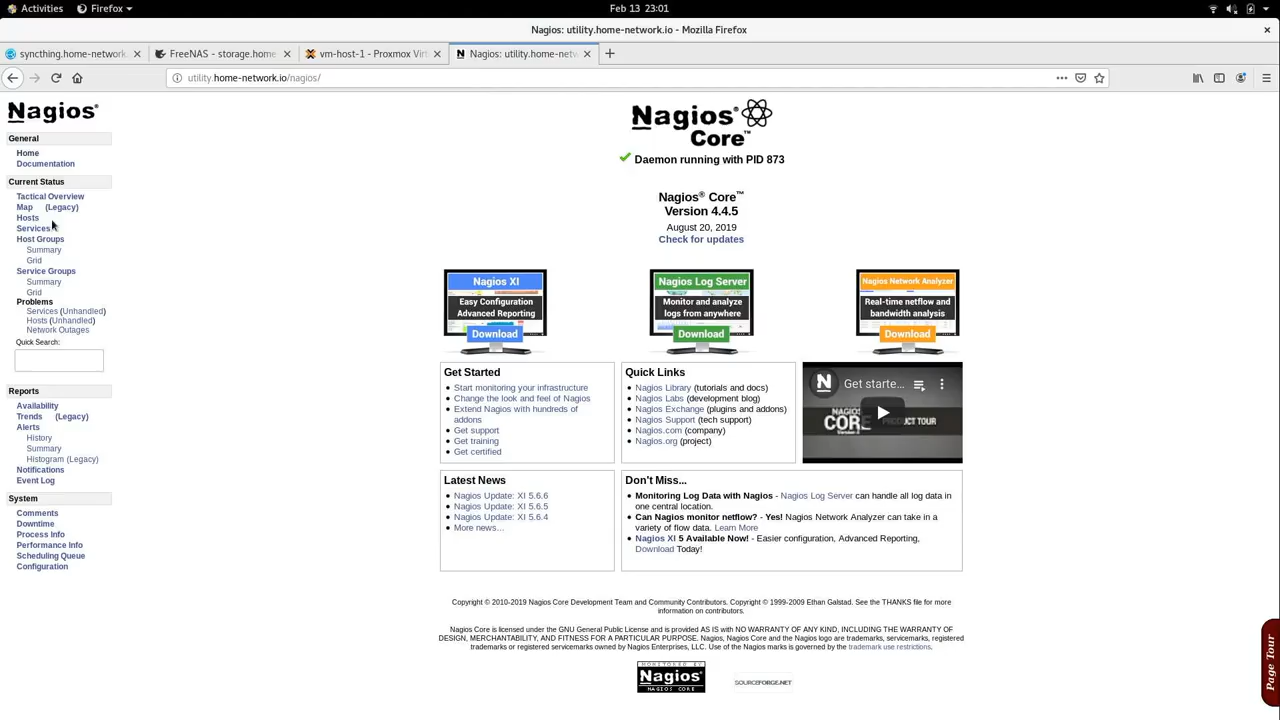 Activities Firefox Feb 13 23:01
Nagios: utility.home-network.io - Mozilla Firefox
syncthing.home-network. FreeNAS - storage.home vm-host-1 - Proxmox Virt Nagios: utility.home-netw
utility.home-network.io/nagios/
Nagios®
General
Home
Documentation
Current Status
Tactical Overview
Map (Legacy)
Hosts
Services
Host Groups
Summary
Grid
Service Groups
Summary
Grid
Problems
Services (Unhandled)
Hosts (Unhandled)
Network Outages
Quick Search:
Reports
Availability
Trends (Legacy)
Alerts
History
Summary
Histogram (Legacy)
Notifications
Event Log
System
Comments
Downtime
Process Info
Performance Info
Scheduling Queue
Configuration
Nagios®
Core™
Daemon running with PID 873
Nagios® Core™
Version 4.4.5
August 20, 2019
Check for updates
Nagios XI
Easy Configuration
Advanced Reporting
Download
Nagios Log Server
Monitor and analyze
logs from anywhere
Download
Nagios Network Analyzer
Real-time netflow and
bandwidth analysis
Download
Get Started
Start monitoring your infrastructure
Change the look and feel of Nagios
Extend Nagios with hundreds of
addons
Get support
Get training
Get certified
Quick Links
Nagios Library (tutorials and docs)
Nagios Labs (development blog)
Nagios Exchange (plugins and addons)
Nagios Support (tech support)
Nagios.com (company)
Nagios.org (project)
N Get starte...
NAGIOS
CORE PRODUCT TOUR
Latest News
Nagios Update: XI 5.6.6
Nagios Update: XI 5.6.5
Nagios Update: XI 5.6.4
More news...
Don't Miss...
Monitoring Log Data with Nagios - Nagios Log Server can handle all log data in
one central location.
Can Nagios monitor netflow? - Yes! Nagios Network Analyzer can take in a
variety of flow data. Learn More
Nagios XI 5 Available Now! - Easier configuration, Advanced Reporting,
Download Today!
Copyright © 2010-2019 Nagios Core Development Team and Community Contributors. Copyright © 1999-2009 Ethan Galstad. See the THANKS file for more
information on contributors.
Nagios Core is licensed under the GNU General Public License and is provided AS IS with NO WARRANTY OF ANY KIND, INCLUDING THE WARRANTY OF
DESIGN, MERCHANTABILITY, AND FITNESS FOR A PARTICULAR PURPOSE. Nagios, Nagios Core and the Nagios logo are trademarks, servicemarks, registered
trademarks or registered servicemarks owned by Nagios Enterprises, LLC. Use of the Nagios marks is governed by the trademark use restrictions.
MONITORED BY
Nagios
NAGIOS CORE
SOURCEFORGE.NET
Page Tour